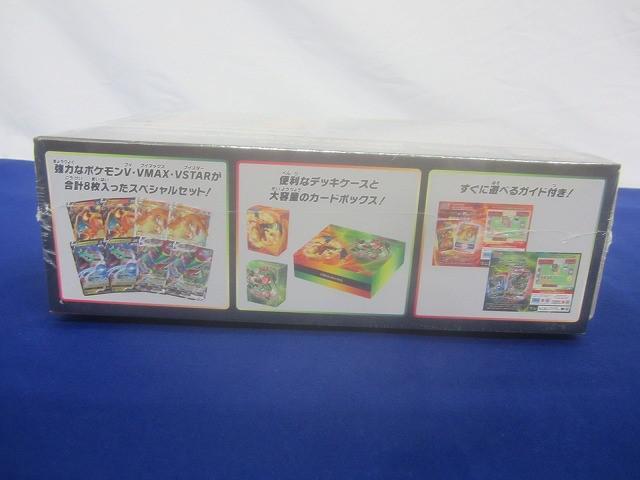 強力なポケモンV・VMAX・VSTARが
合計8枚入ったスペシャルセット！
便利なデッキケースと
大容量のカードボックス！
すぐに遊べるガイド付き！